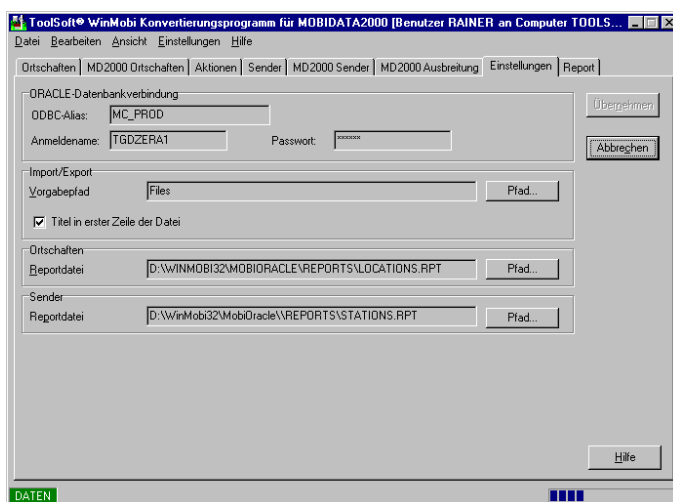 ToolSoft® WinMobi Konvertierungsprogramm für MOBIDATA2000 [Benutzer RAINER an Computer TOOLS...
Datei Bearbeiten Ansicht Einstellungen Hilfe
Ortschaften MD2000 Ortschaften Aktionen Sender MD2000 Sender MD2000 Ausbreitung Einstellungen Report
ORACLE-Datenbankverbindung
ODBC-Alias: MC_PROD
Übernehmen
Anmeldename: TGDZERA1 Passwort: ******
Abbrechen
Import/Export
Vorgabepfad Files Pfad...
Titel in erster Zeile der Datei
Ortschaften
Reportdatei D:\WINMOBI32\MOBIORACLE\REPORTS\LOCATIONS.RPT Pfad...
Sender
Reportdatei D:\WinMobi32\MobiOracle\\REPORTS\STATIONS.RPT Pfad...
Hilfe
DATEN